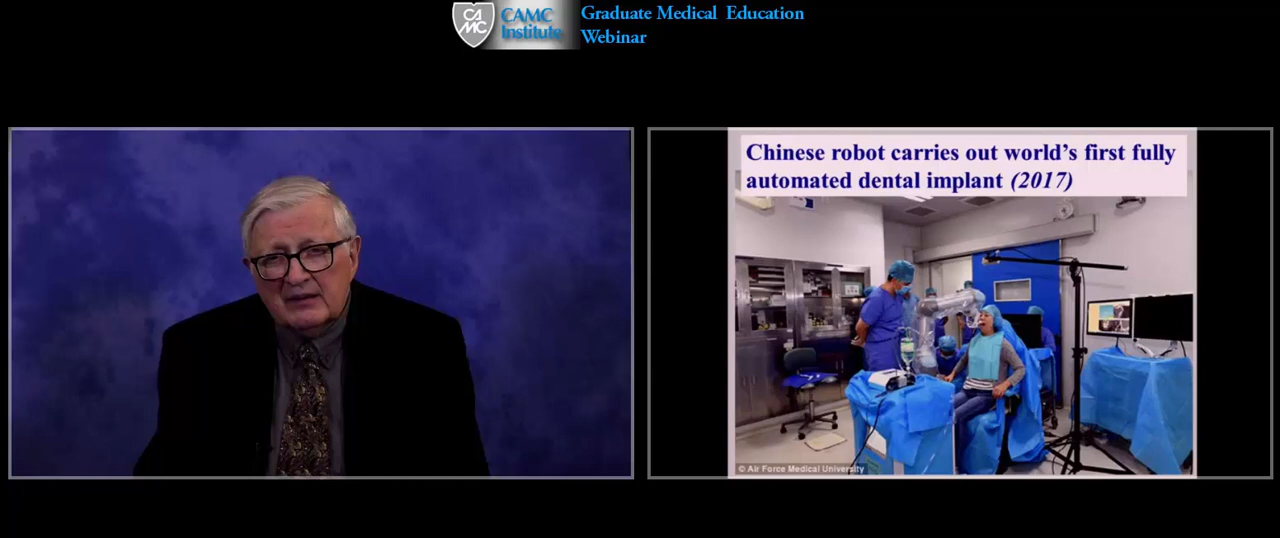 CAMC
CAMC
Institute
Graduate Medical Education
Webinar
Chinese robot carries out world's first fully
automated dental implant (2017)
© Air Force Medical University